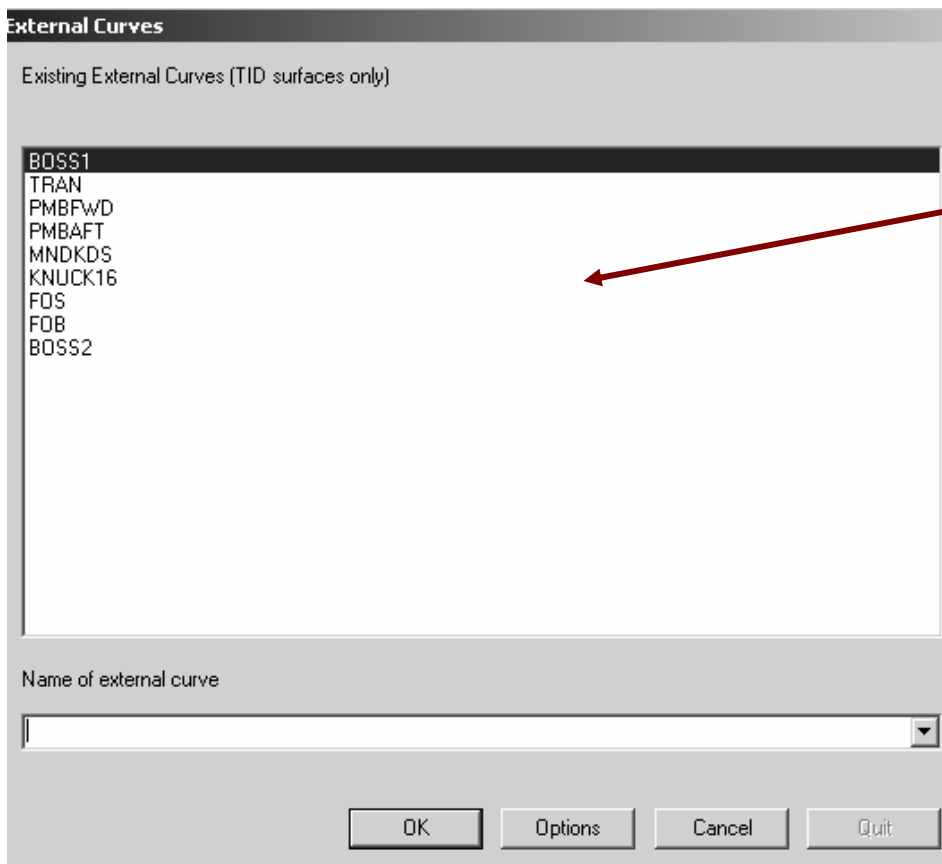 External Curves
Existing External Curves (TID surfaces only)
BOSS1
TRAN
PMBFWD
PMBAFT
MNDKDS
KNUCK16
FOS
FOB
BOSS2
Name of external curve
OK Options Cancel Quit